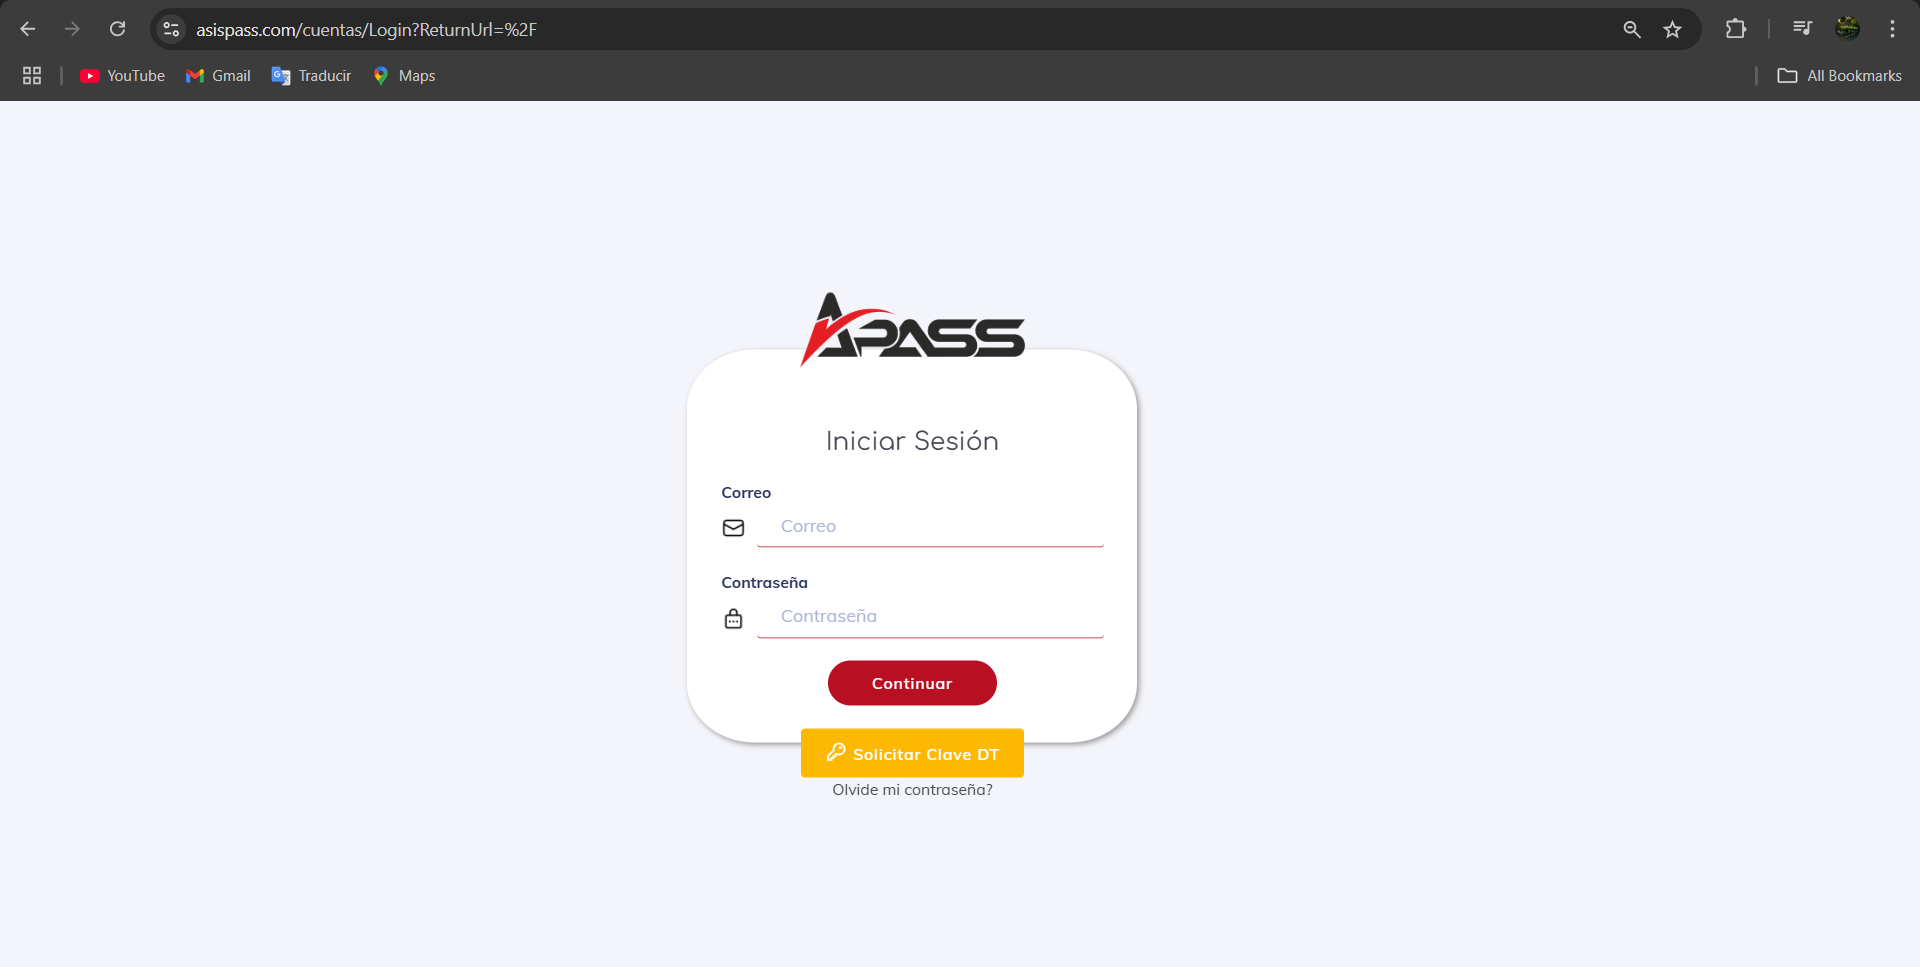 asispass.com/cuentas/Login?ReturnUrl=%2F
YouTube
Gmail
Traducir
Maps
All Bookmarks
APASS
Iniciar Sesión
Correo
Correo
Contraseña
Contraseña
Continuar
Solicitar Clave DT
Olvide mi contraseña?